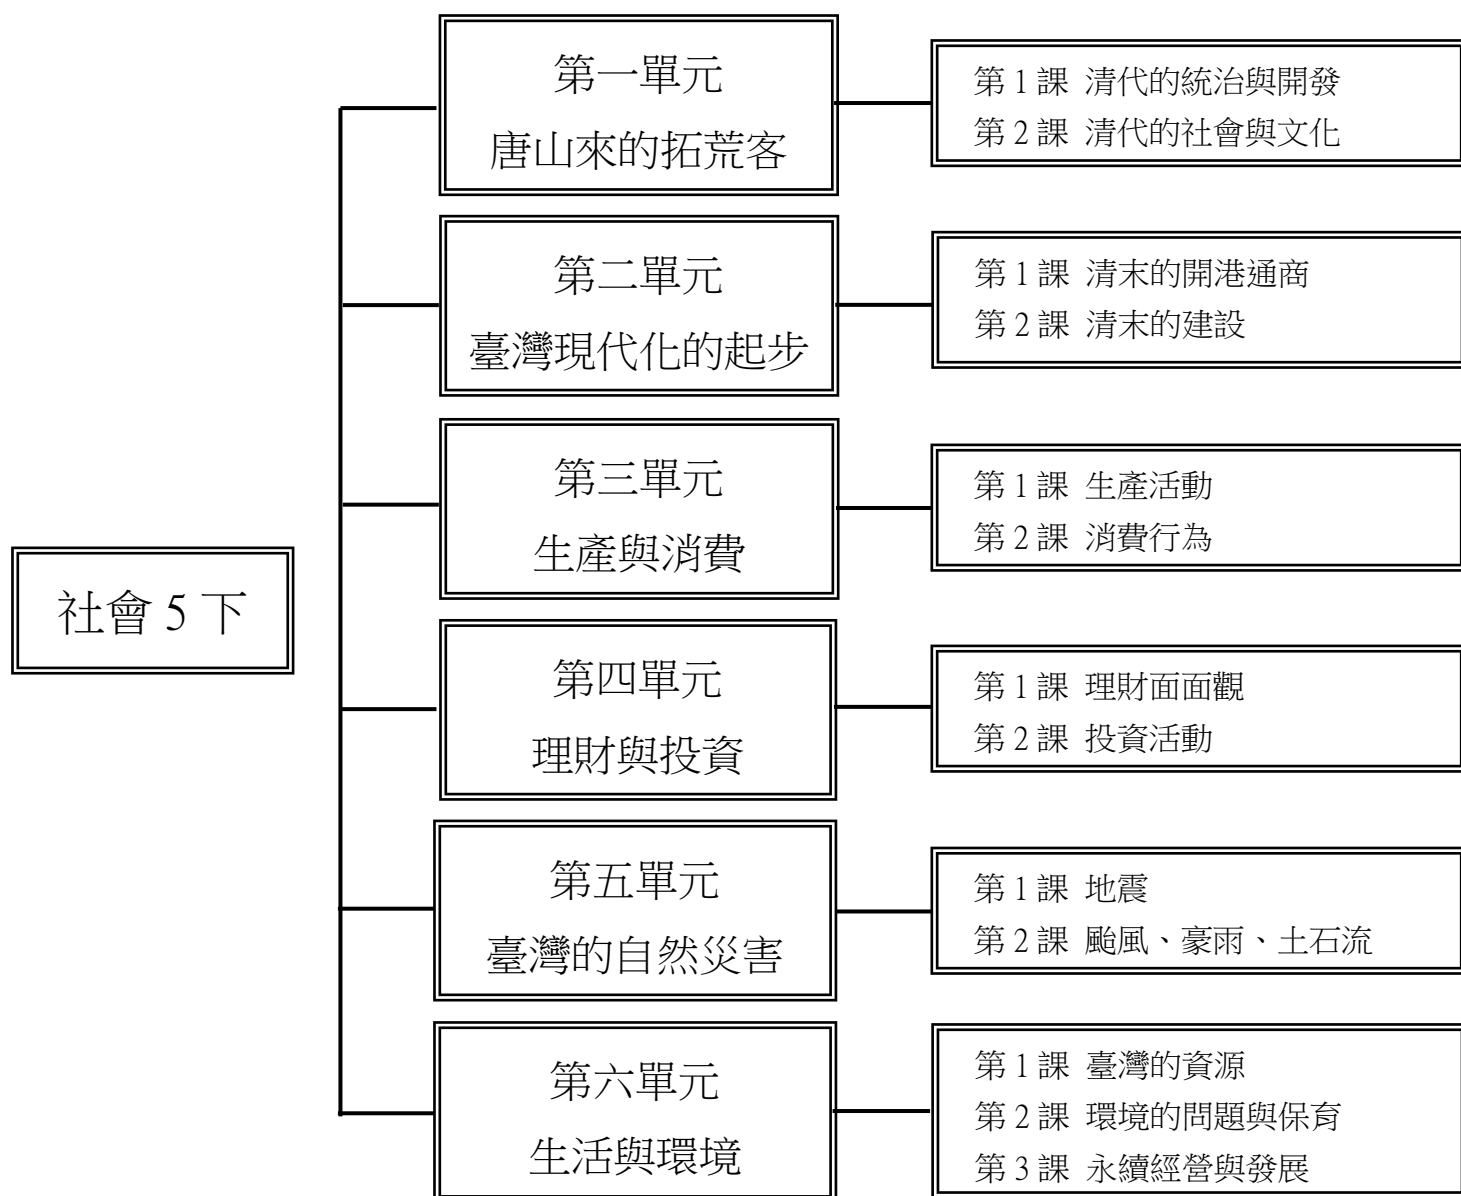 社會 5 下
第一單元
唐山來的拓荒客
第 1 課 清代的統治與開發
第 2 課 清代的社會與文化
第二單元
臺灣現代化的起步
第 1 課 清末的開港通商
第 2 課 清末的建設
第三單元
生產與消費
第 1 課 生產活動
第 2 課 消費行為
第四單元
理財與投資
第 1 課 理財面面觀
第 2 課 投資活動
第五單元
臺灣的自然災害
第 1 課 地震
第 2 課 颱風、豪雨、土石流
第六單元
生活與環境
第 1 課 臺灣的資源
第 2 課 環境的問題與保育
第 3 課 永續經營與發展